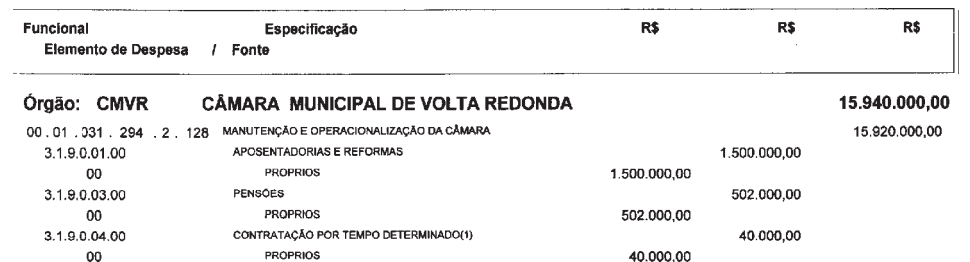 Funcional Especificação R$ R$ R$
Elemento de Despesa / Fonte
Órgão: CMVR CÂMARA MUNICIPAL DE VOLTA REDONDA 15.940.000,00
00.01.031.294.2.128 MANUTENÇÃO E OPERACIONALIZAÇÃO DA CÂMARA 15.920.000,00
3.1.9.0.01.00 APOSENTADORIAS E REFORMAS 1.500.000,00
00 PROPRIOS 1.500.000,00
3.1.9.0.03.00 PENSÕES 502.000,00
00 PROPRIOS 502.000,00
3.1.9.0.04.00 CONTRATAÇÃO POR TEMPO DETERMINADO(1) 40.000,00
00 PROPRIOS 40.000,00